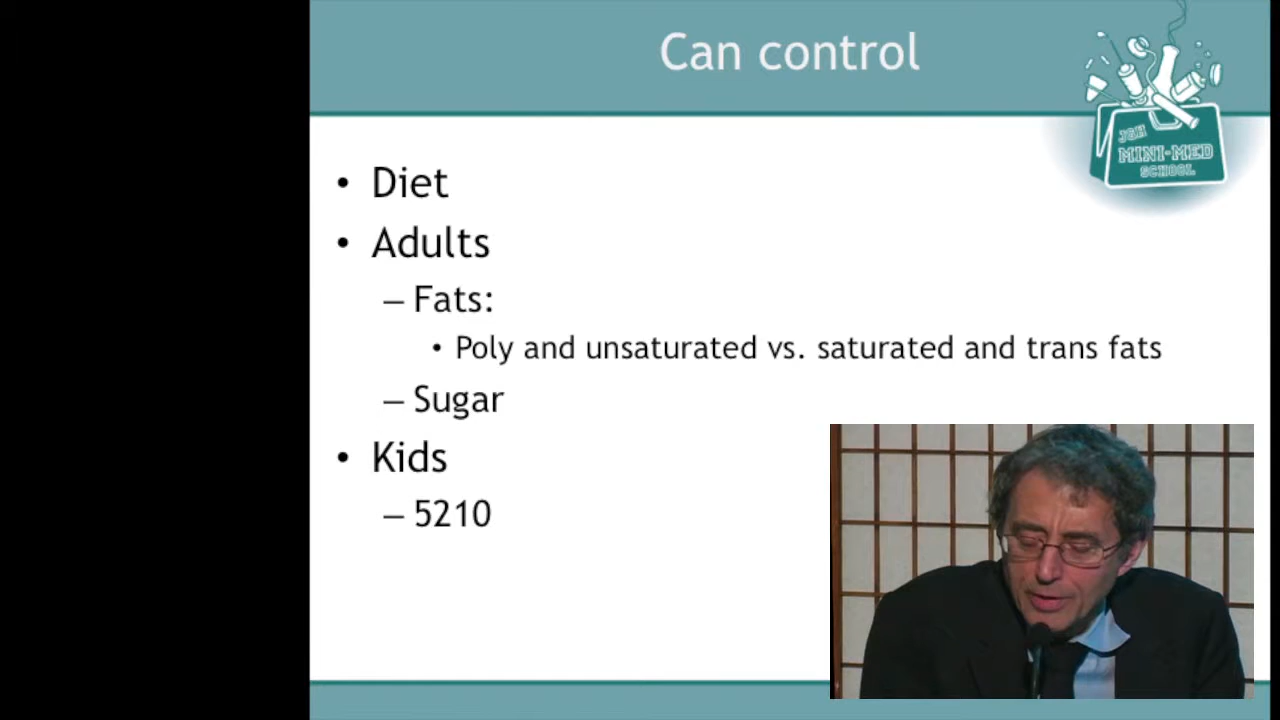 Can control
JGH
MINI-MED
SCHOOL
• Diet
• Adults
– Fats:
• Poly and unsaturated vs. saturated and trans fats
– Sugar
• Kids
– 5210